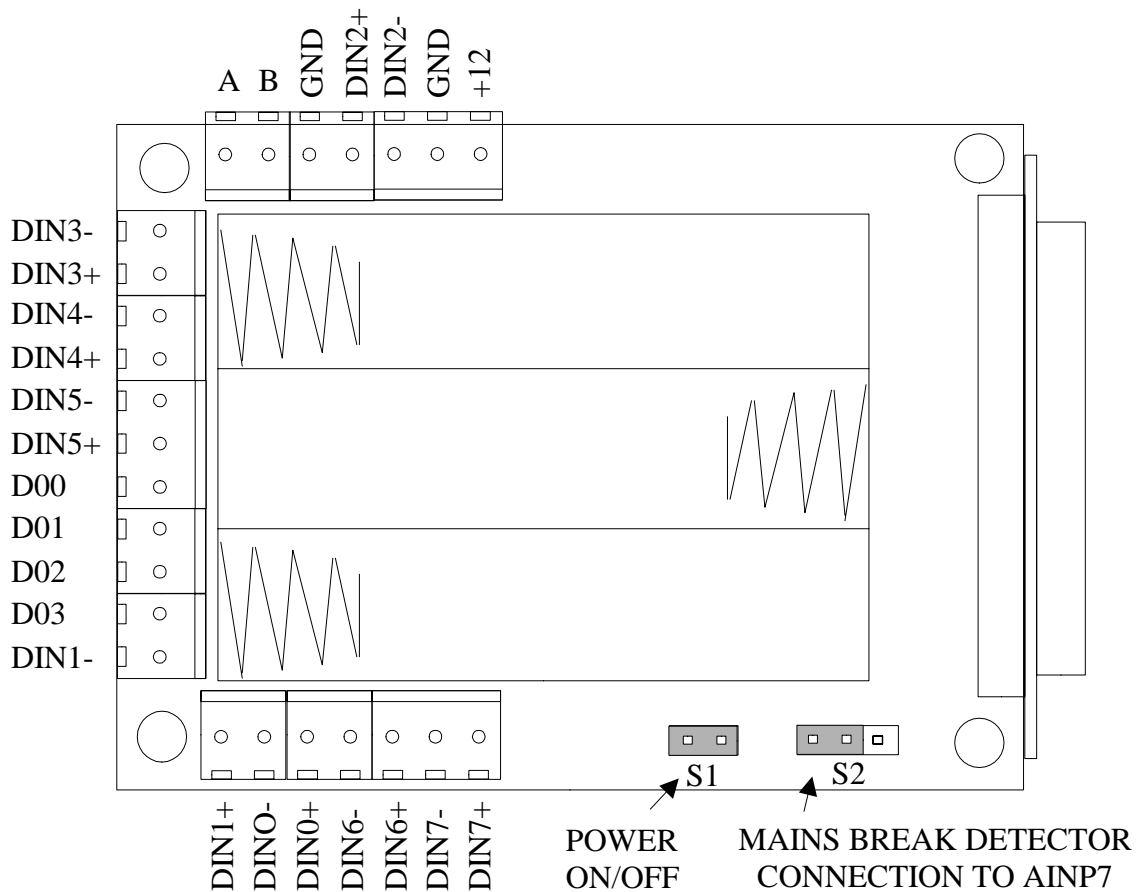 A
B
GND
DIN2+
DIN2-
GND
+12
DIN3-
DIN3+
DIN4-
DIN4+
DIN5-
DIN5+
D00
D01
D02
D03
DIN1-
DIN1+
DINO-
DIN0+
DIN6-
DIN6+
DIN7-
DIN7+
S1
S2
POWER
ON/OFF
MAINS BREAK DETECTOR
CONNECTION TO AINP7